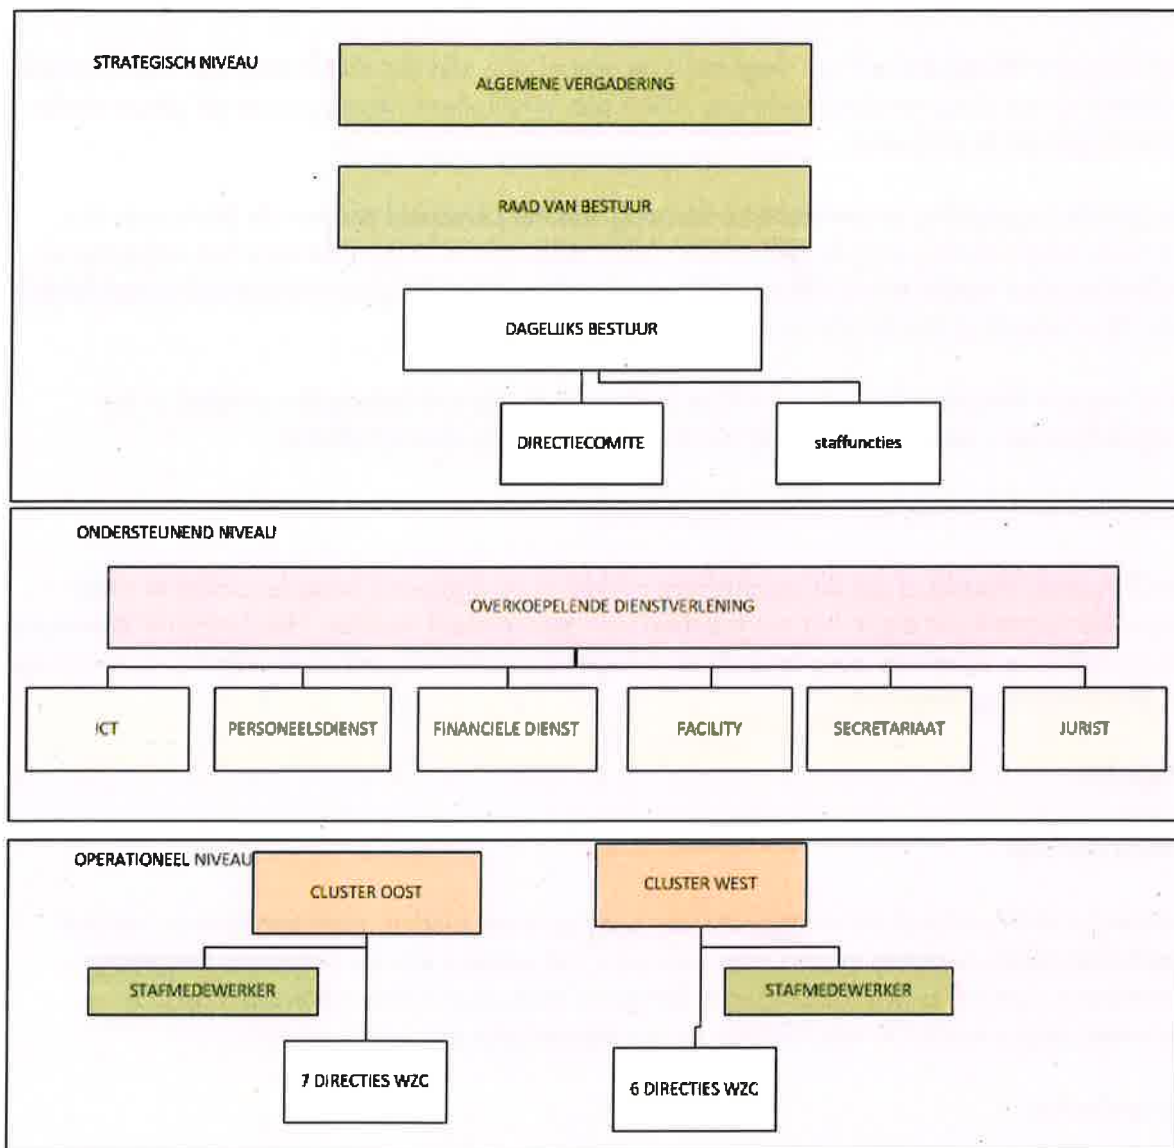 STRATEGISCH NIVEAU
ALGEMENE VERGADERING
RAAD VAN BESTUUR
DAGELIJKS BESTUUR
DIRECTIECOMITE
staffuncties
ONDERSTEUNEND NIVEAU
OVERKOEPELENDE DIENSTVERLENING
ICT
PERSONEELSDIENST
FINANCIELE DIENST
FACILITY
SECRETARIAAT
JURIST
OPERATIONEEL NIVEAU
CLUSTER OOST
CLUSTER WEST
STAFMEDEWERKER
STAFMEDEWERKER
7 DIRECTIES WZC
6 DIRECTIES WZC